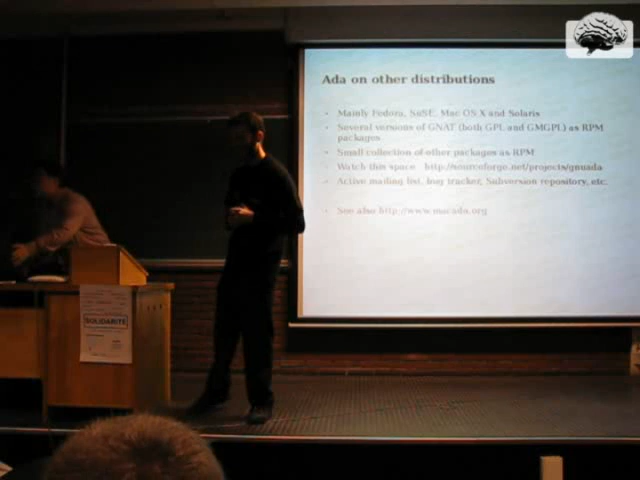 Ada on other distributions
- Mainly Fedora, SuSE, Mac OS X and Solaris
- Several versions of GNAT (both GPL and GMGPL) as RPM
packages
- Small collection of other packages as RPM
- Watch this space http://sourceforge.net/projects/gnuada
- Active mailing list, bug tracker, Subversion repository, etc.
- See also http://www.macada.org
SOLIDARITÉ